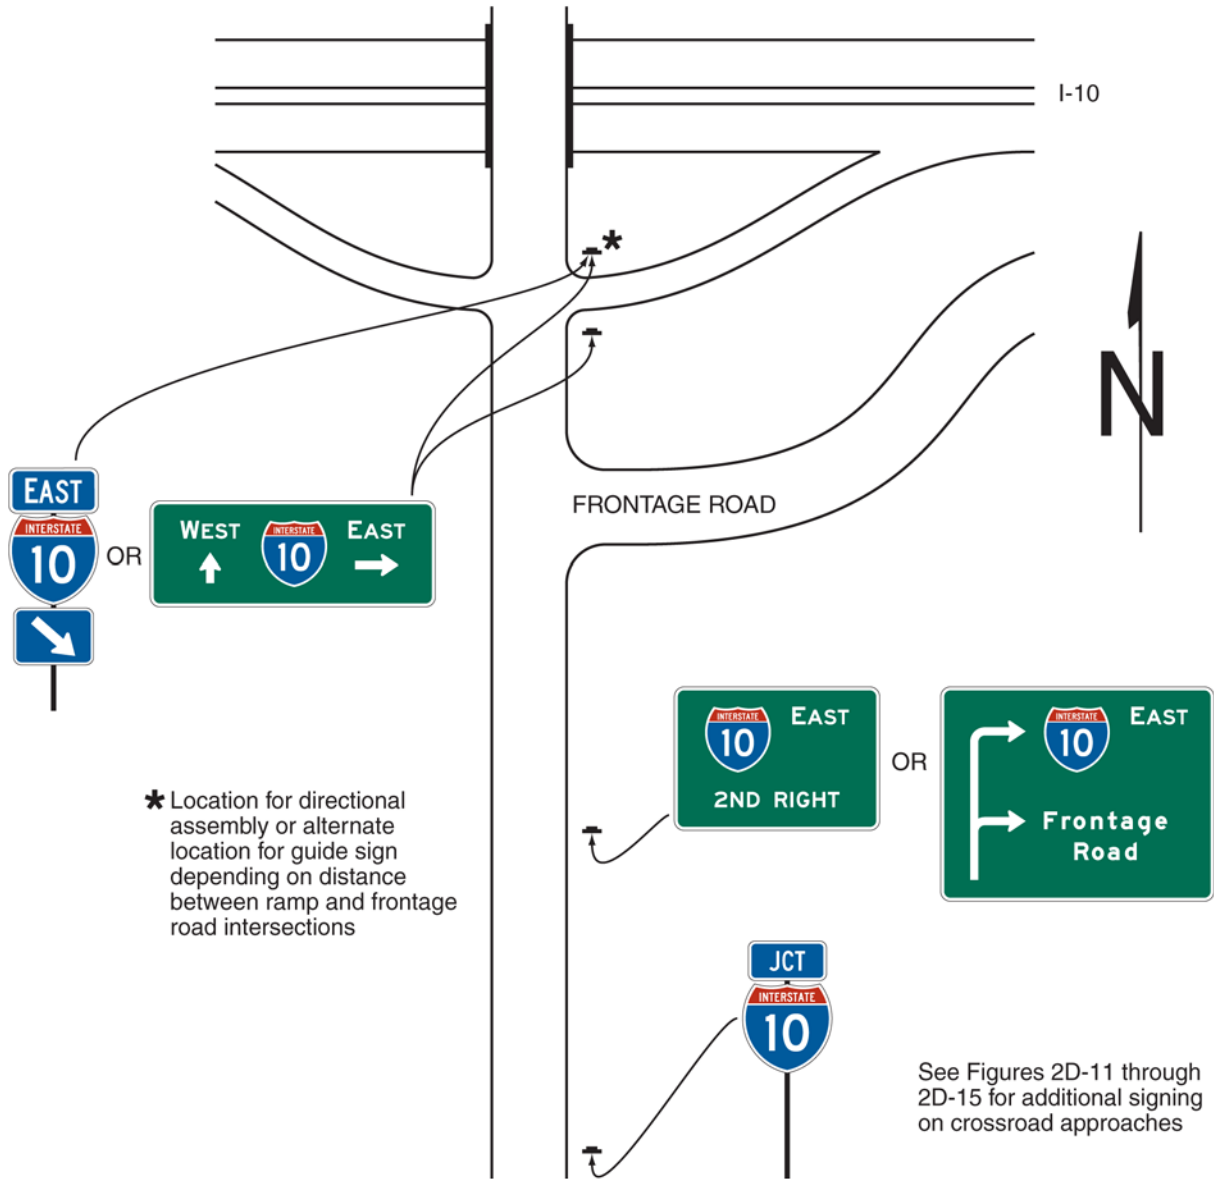 I-10
*
N
EAST
INTERSTATE
10
OR
WEST
INTERSTATE
10
EAST
FRONTAGE ROAD
INTERSTATE
10
EAST
2ND RIGHT
OR
INTERSTATE
10
EAST
Frontage
Road
* Location for directional
assembly or alternate
location for guide sign
depending on distance
between ramp and frontage
road intersections
JCT
INTERSTATE
10
See Figures 2D-11 through
2D-15 for additional signing
on crossroad approaches